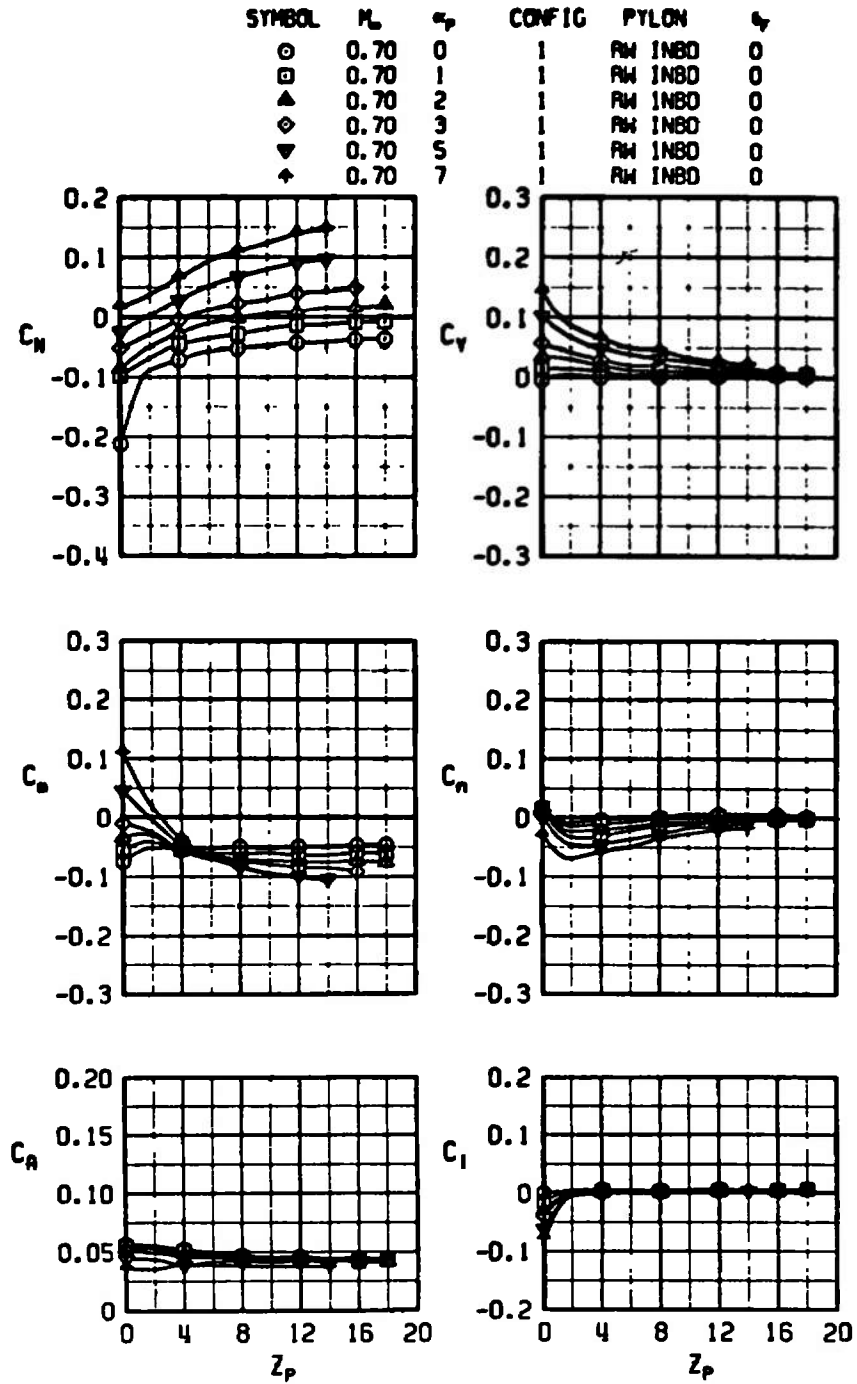 SYMBOL M∞ αP CONFIG PYLON
0.70 0 1 RW INBD 0
0.70 1 1 RW INBD 0
0.70 2 1 RW INBD 0
0.70 3 1 RW INBD 0
0.70 5 1 RW INBD 0
0.70 7 1 RW INBD 0
0.2
0.1
0
-0.1
-0.2
-0.3
-0.4
CN
0.3
0.2
0.1
0
-0.1
-0.2
-0.3
CY
0.3
0.2
0.1
0
-0.1
-0.2
-0.3
Cm
0 4 8 12 16 20
0.3
0.2
0.1
0
-0.1
-0.2
-0.3
Cn
0.20
0.15
0.10
0.05
0
CA
0 4 8 12 16 20
ZP
0.2
0.1
0
-0.1
-0.2
Cl
0 4 8 12 16 20
ZP